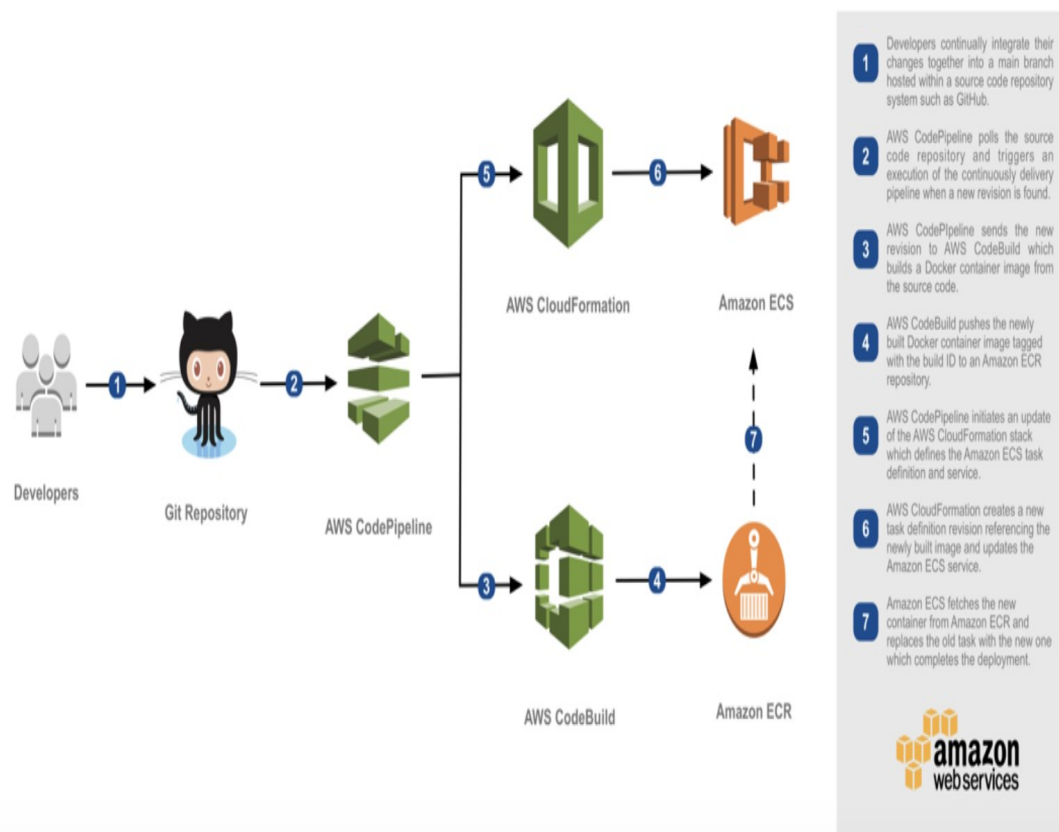 1
Developers continually integrate their
changes together into a main branch
hosted within a source code repository
system such as GitHub.
2
AWS CodePipeline polls the source
code repository and triggers an
execution of the continuously delivery
pipeline when a new revision is found.
3
AWS CodePIpeline sends the new
revision to AWS CodeBuild which
builds a Docker container image from
the source code.
4
AWS CodeBuild pushes the newly
built Docker container image tagged
with the build ID to an Amazon ECR
repository.
5
AWS CodePipeline initiates an update
of the AWS CloudFormation stack
which defines the Amazon ECS task
definition and service.
6
AWS CloudFormation creates a new
task definition revision referencing the
newly built image and updates the
Amazon ECS service.
7
Amazon ECS fetches the new
container from Amazon ECR and
replaces the old task with the new one
which completes the deployment.
amazon
webservices
5
6
AWS CloudFormation
Amazon ECS
1
2
7
Developers
Git Repository
AWS CodePipeline
3
4
AWS CodeBuild
Amazon ECR